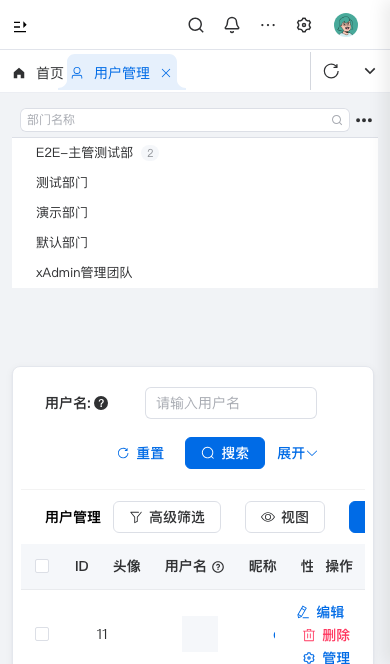 首页 用户管理
部门名称
E2E-主管测试部 2
测试部门
演示部门
默认部门
xAdmin管理团队
用户名: 请输入用户名
重置 搜索 展开
用户管理 高级筛选 视图
ID 头像 用户名 昵称 性 操作
编辑
11 删除
管理